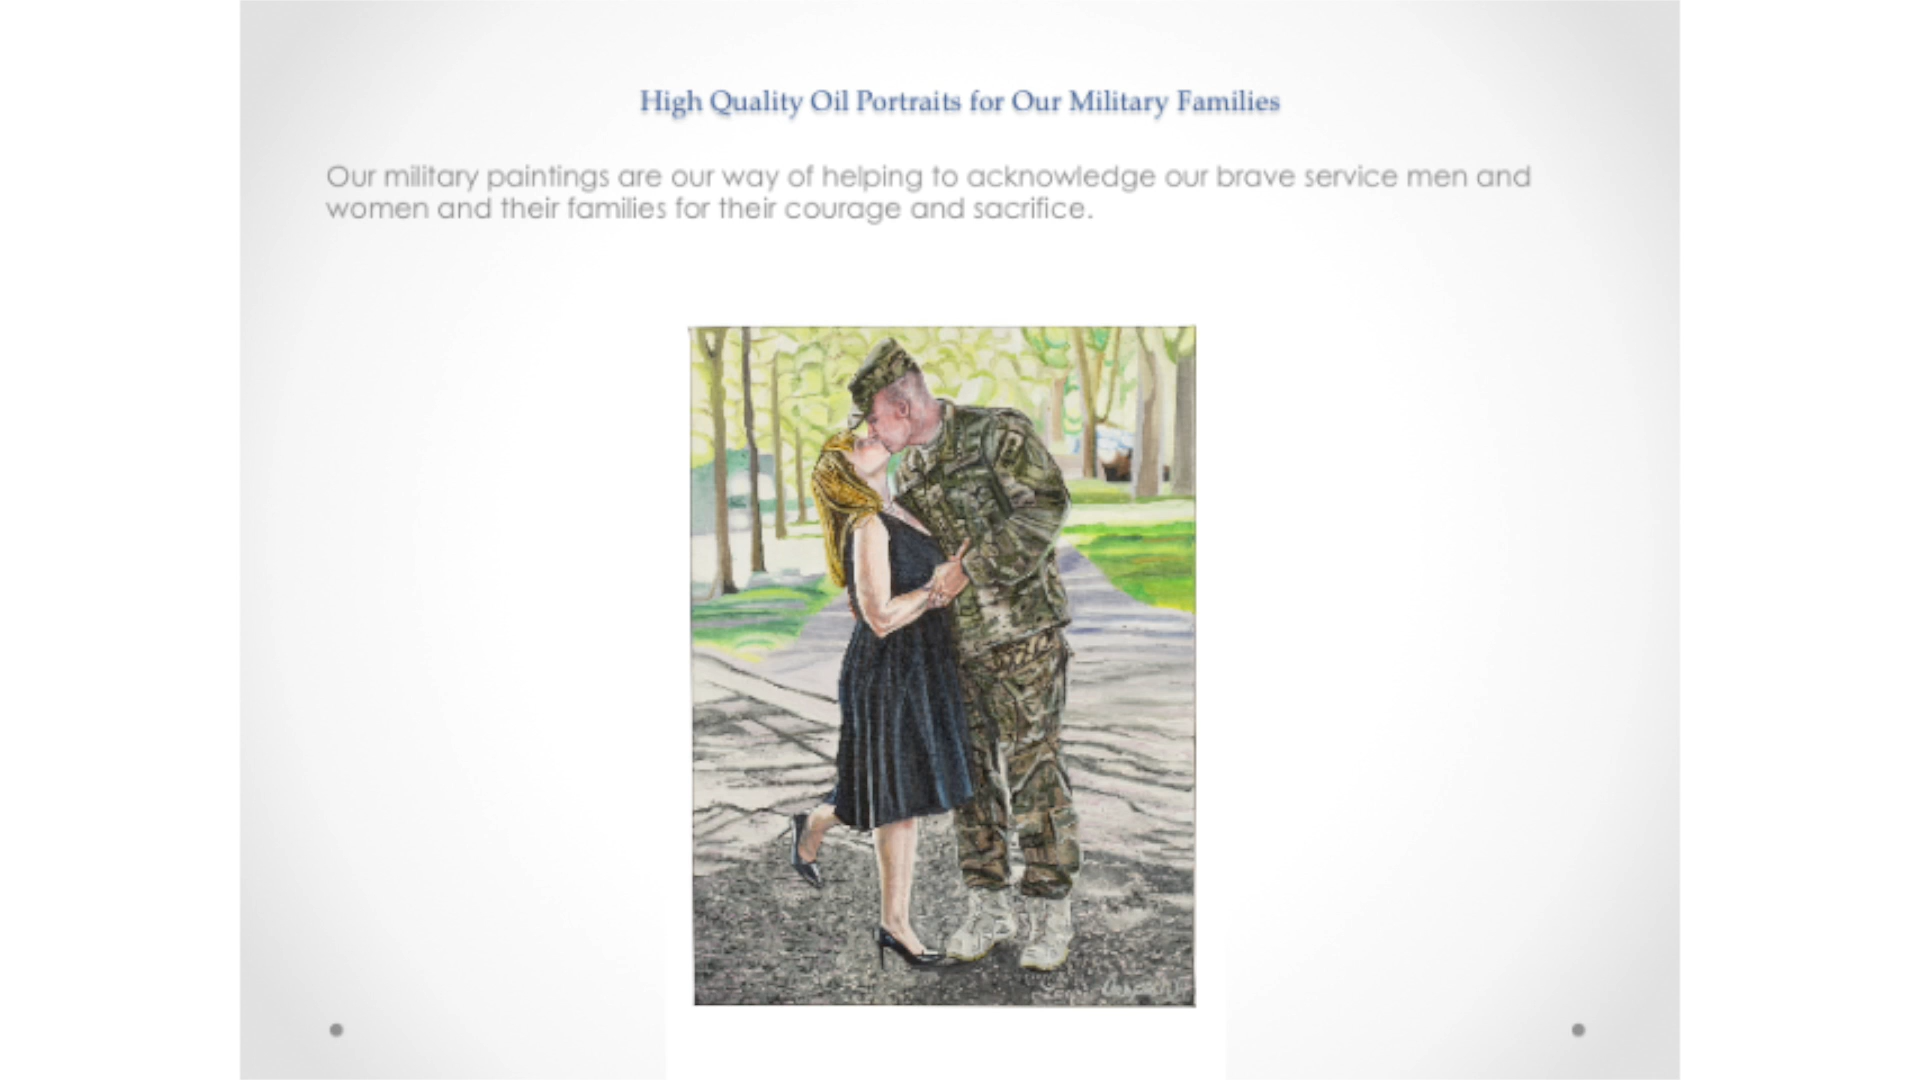 High Quality Oil Portraits for Our Military Families
Our military paintings are our way of helping to acknowledge our brave service men and
women and their families for their courage and sacrifice.